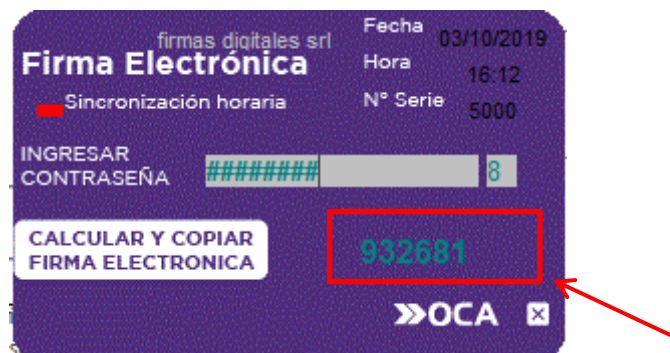 firmas digitales srl
Fecha 03/10/2019
Firma Electrónica
Hora 16:12
Sincronización horaria
N° Serie 5000
INGRESAR
CONTRASEÑA ######## 8
CALCULAR Y COPIAR
FIRMA ELECTRONICA
932681
OCA